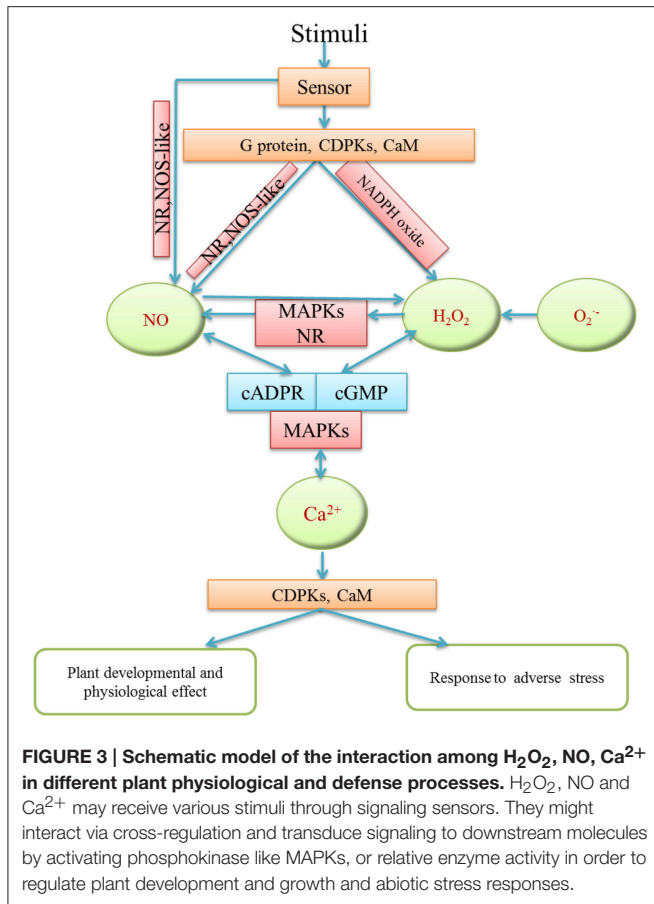 Stimuli
Sensor
G protein, CDPKs, CaM
NR,NOS-like
NR,NOS-like
NADPH oxide
NO
MAPKs
NR
H₂O₂
O₂·⁻
cADPR
cGMP
MAPKs
Ca²⁺
CDPKs, CaM
Plant developmental and
physiological effect
Response to adverse stress
FIGURE 3 | Schematic model of the interaction among H₂O₂, NO, Ca²⁺
in different plant physiological and defense processes. H₂O₂, NO and
Ca²⁺ may receive various stimuli through signaling sensors. They might
interact via cross-regulation and transduce signaling to downstream molecules
by activating phosphokinase like MAPKs, or relative enzyme activity in order to
regulate plant development and growth and abiotic stress responses.